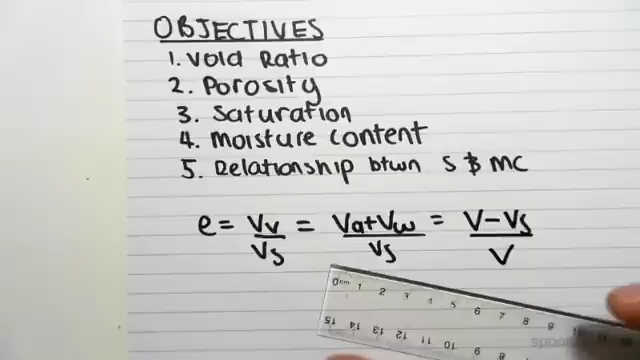 OBJECTIVES
1. Void Ratio
2. Porosity
3. Saturation
4. Moisture content
5. Relationship btwn S & MC
e = Vv/Vs = Va+Vw/Vs = V-Vs/V
0cm 1 2 3 4 5 6 7 8 9
15 14 13 12 11 10 9 8